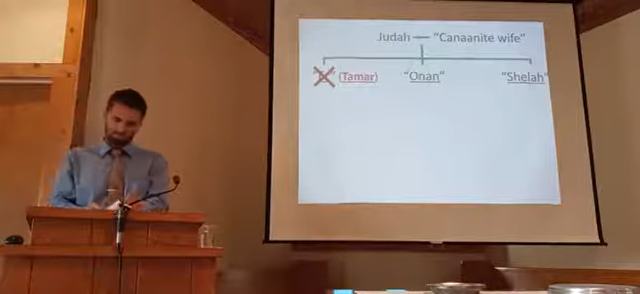 Judah — “Canaanite wife”
(Tamar) “Onan” “Shelah”